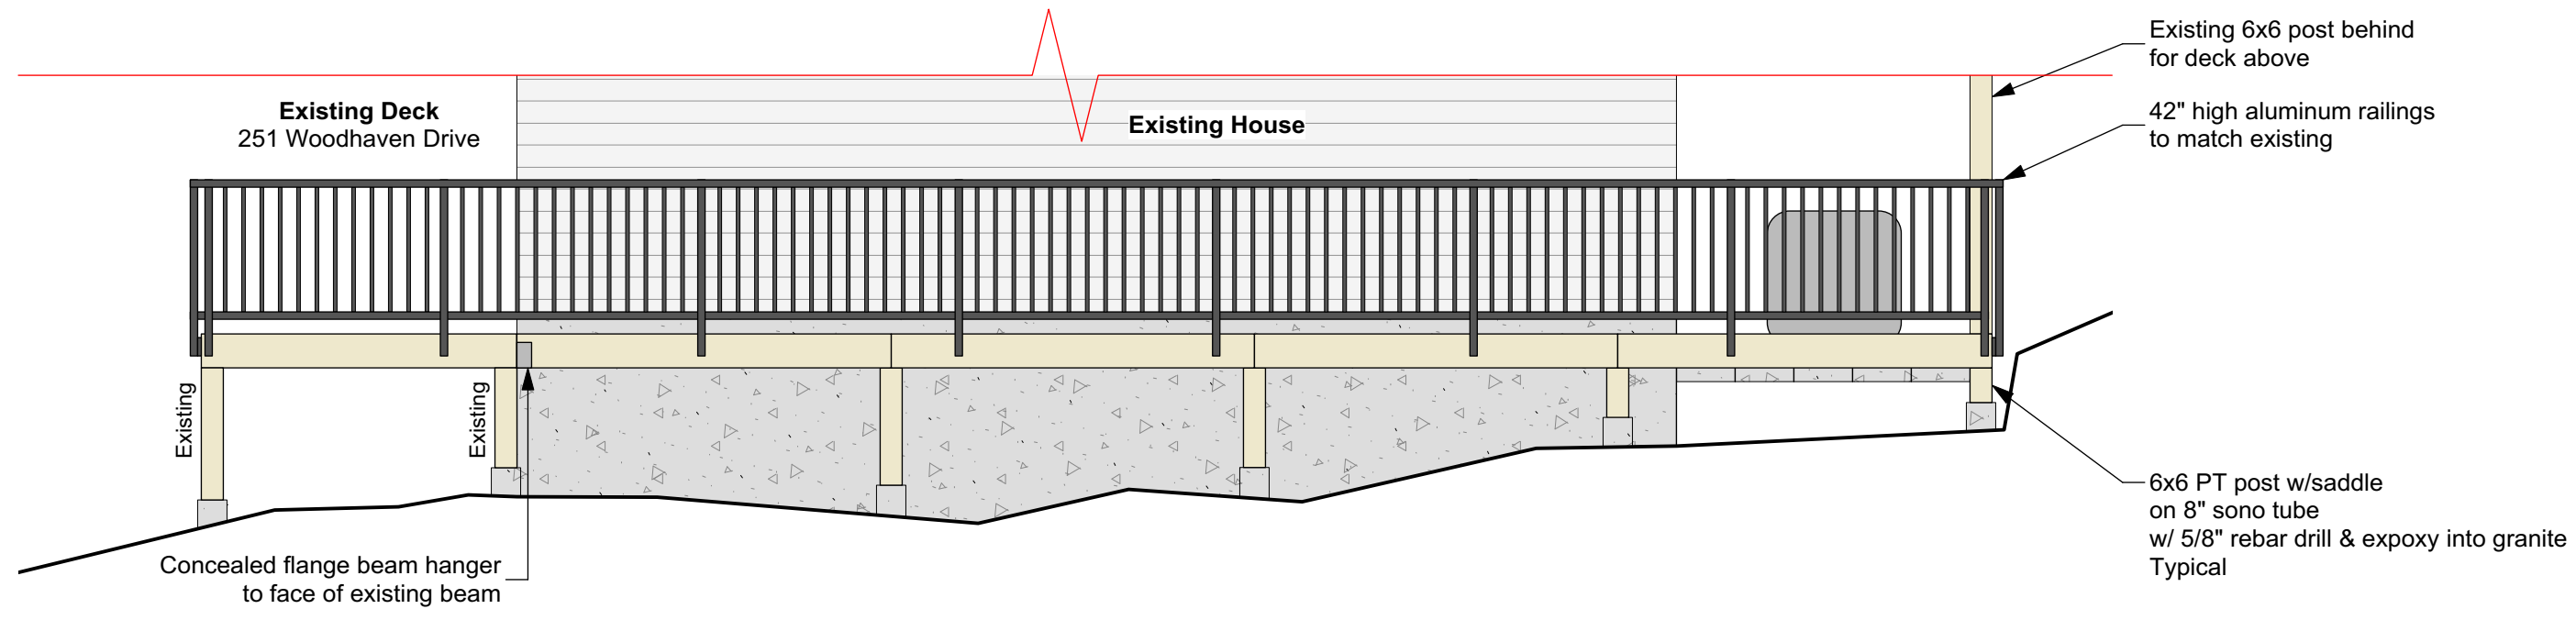 Existing Deck
251 Woodhaven Drive
Existing House
Existing 6x6 post behind
for deck above
42" high aluminum railings
to match existing
Existing
Existing
Concealed flange beam hanger
to face of existing beam
6x6 PT post w/saddle
on 8" sono tube
w/ 5/8" rebar drill & expoxy into granite
Typical